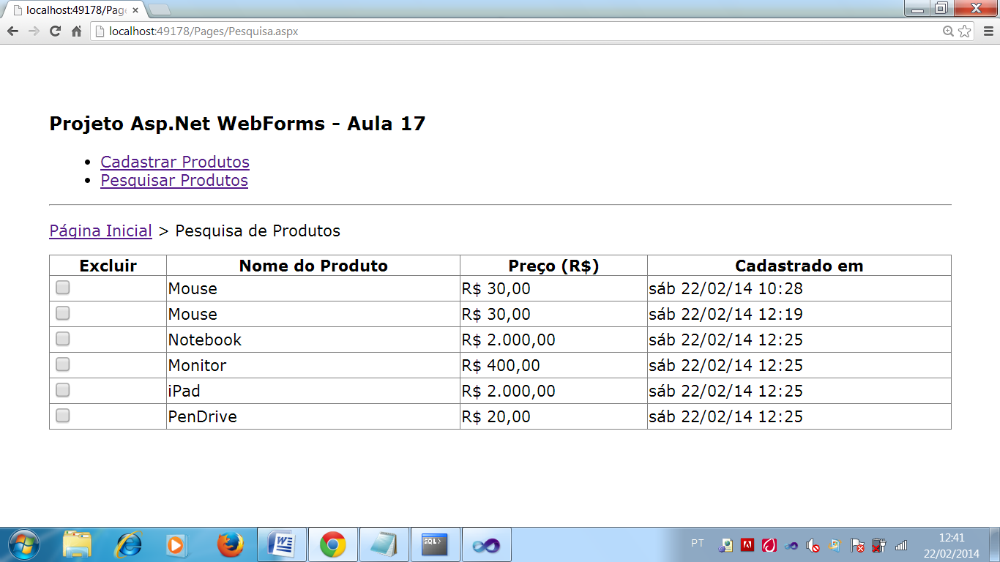 localhost:49178/Pag
localhost:49178/Pages/Pesquisa.aspx
Projeto Asp.Net WebForms - Aula 17
Cadastrar Produtos
Pesquisar Produtos
Página Inicial > Pesquisa de Produtos
Excluir Nome do Produto Preço (R$) Cadastrado em
Mouse R$ 30,00 sáb 22/02/14 10:28
Mouse R$ 30,00 sáb 22/02/14 12:19
Notebook R$ 2.000,00 sáb 22/02/14 12:25
Monitor R$ 400,00 sáb 22/02/14 12:25
iPad R$ 2.000,00 sáb 22/02/14 12:25
PenDrive R$ 20,00 sáb 22/02/14 12:25
SQL>
PT
12:41
22/02/2014